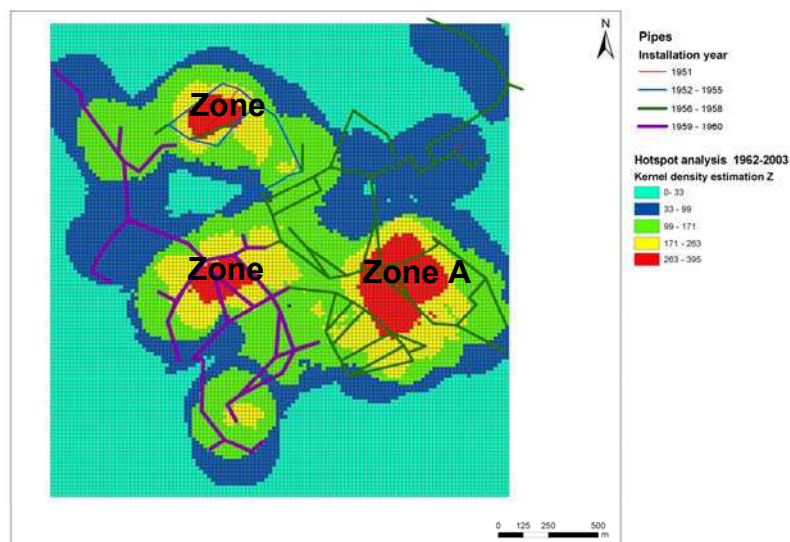 N
Zone
Zone
Zone A
0 125 250 500
m
Pipes
Installation year
1951
1952 - 1955
1956 - 1958
1959 - 1960
Hotspot analysis 1962-2003
Kernel density estimation Z
0- 33
33 - 99
99 - 171
171 - 263
263 - 395